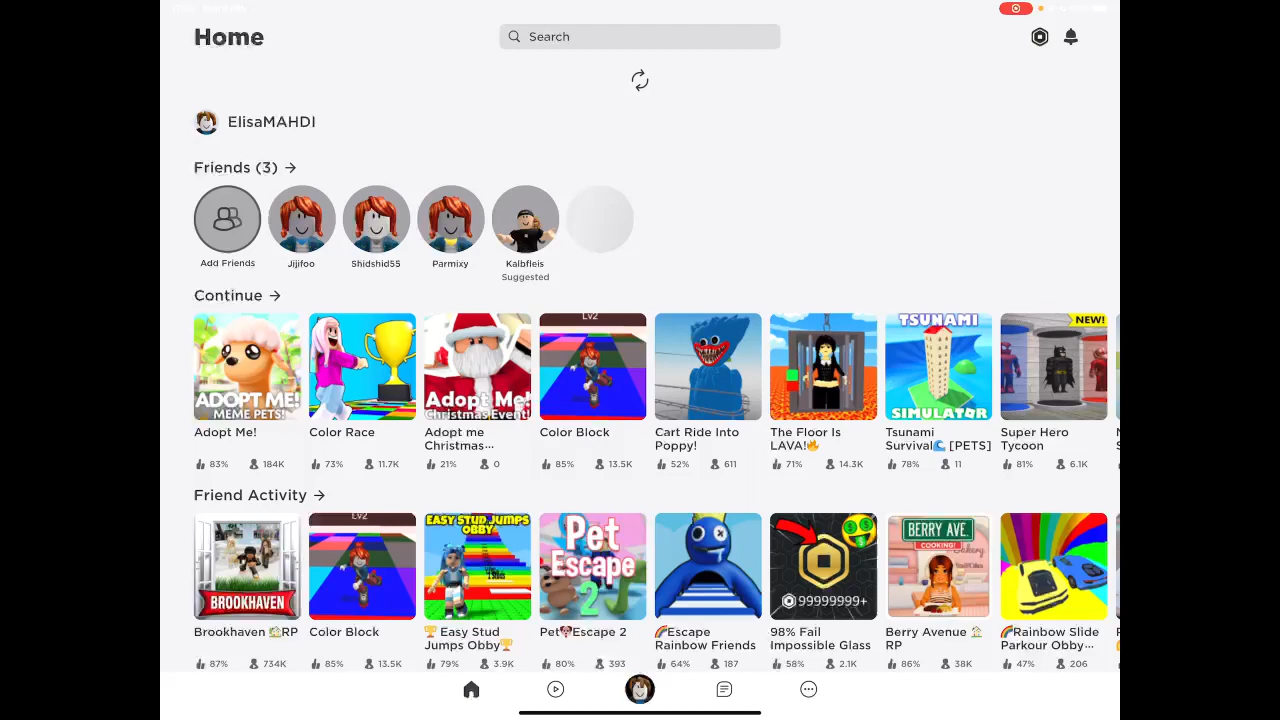 Home
Search
ElisaMAHDI
Friends (3) →
Add Friends
Jijifoo
Shidshid55
Parmixy
Kalbfleis
Suggested
Continue →
ADOPT ME!
MEME PETS!
Adopt Me!
Christmas Event!
Lv2
TSUNAMI
SIMULATOR
NEW!
Adopt Me!
Color Race
Adopt me
Christmas...
Color Block
Cart Ride Into
Poppy!
The Floor Is
LAVA!🔥
Tsunami
Survival🌊 [PETS]
Super Hero
Tycoon
83% 184K
73% 11.7K
21% 0
85% 13.5K
52% 611
71% 14.3K
78% 11
81% 6.1K
Friend Activity →
BROOKHAVEN
Lv2
EASY STUD JUMPS
OBBY
Pet
Escape
2
99999999+
BERRY AVE.
COOKING!
Bakery
Brookhaven 🏡RP
Color Block
🏆 Easy Stud
Jumps Obby🏆
Pet🐶Escape 2
🌈Escape
Rainbow Friends
98% Fail
Impossible Glass
Berry Avenue 🏠
RP
🌈Rainbow Slide
Parkour Obby...
87% 734K
85% 13.5K
79% 3.9K
80% 393
64% 187
58% 2.1K
86% 38K
47% 206